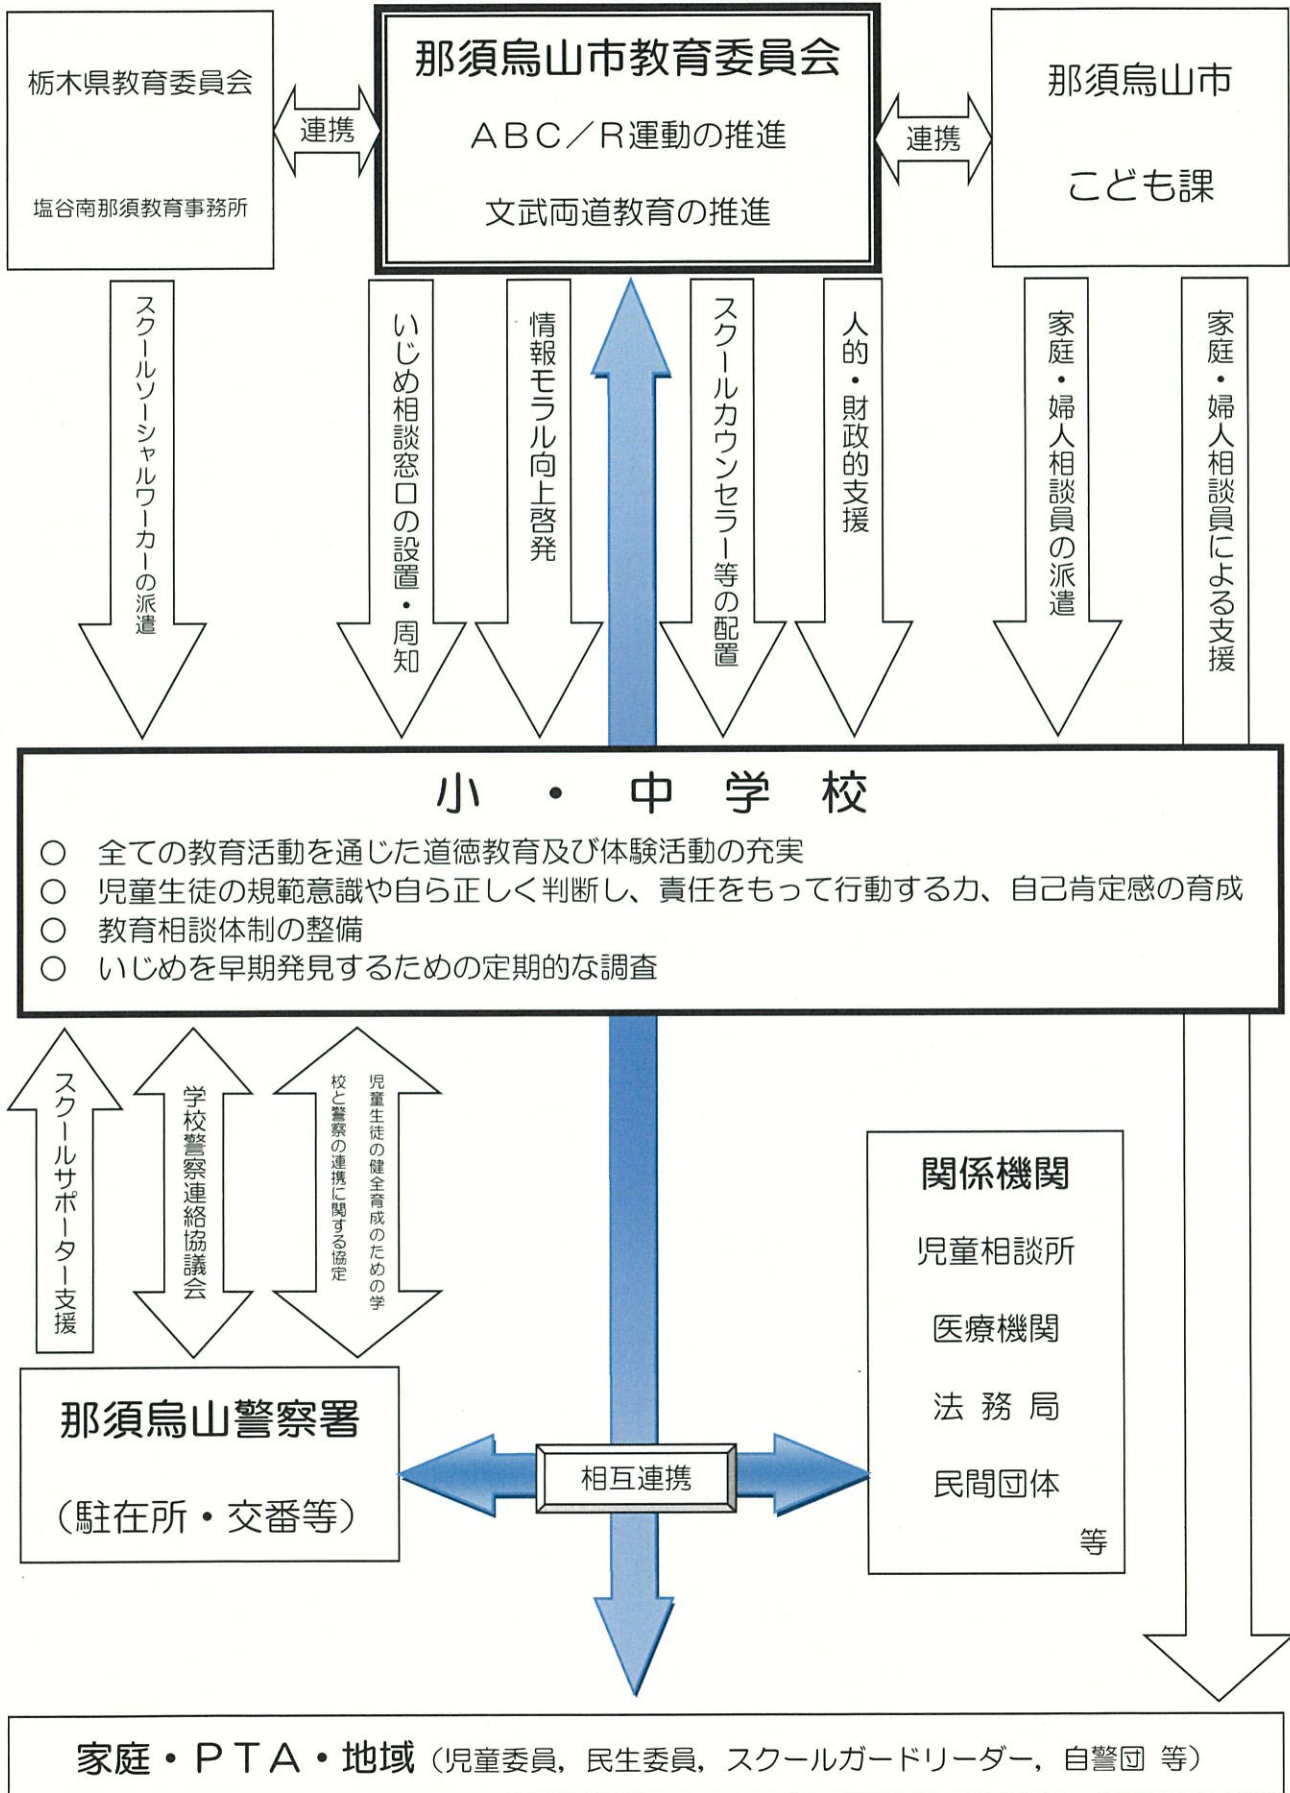 栃木県教育委員会
塩谷南那須教育事務所
連携
那須烏山市教育委員会
ABC/R運動の推進
文武両道教育の推進
連携
那須烏山市
こども課
スクールソーシャルワーカーの派遣
いじめ相談窓口の設置・周知
情報モラル向上啓発
スクールカウンセラー等の配置
人的・財政的支援
家庭・婦人相談員の派遣
家庭・婦人相談員による支援
小・中学校
○ 全ての教育活動を通じた道徳教育及び体験活動の充実
○ 児童生徒の規範意識や自ら正しく判断し、責任をもって行動する力、自己肯定感の育成
○ 教育相談体制の整備
○ いじめを早期発見するための定期的な調査
スクールサポーター支援
学校警察連絡協議会
児童生徒の健全育成のための学
校と警察の連携に関する協定
那須烏山警察署
(駐在所・交番等)
相互連携
関係機関
児童相談所
医療機関
法務局
民間団体
等
家庭・PTA・地域(児童委員,民生委員,スクールガードリーダー,自警団 等)